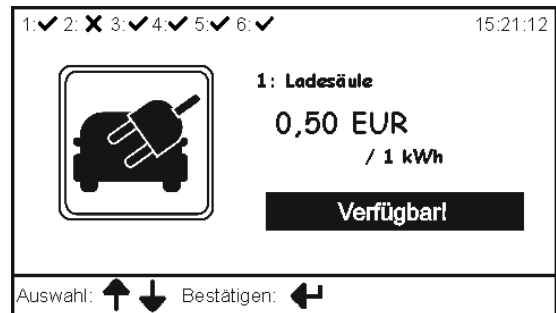 1:✔ 2: ✖ 3:✔ 4:✔ 5:✔ 6:✔ 15:21:12
1: Ladesäule
0,50 EUR
/ 1 kWh
Verfügbar!
Auswahl: ↑ ↓ Bestätigen: ↵